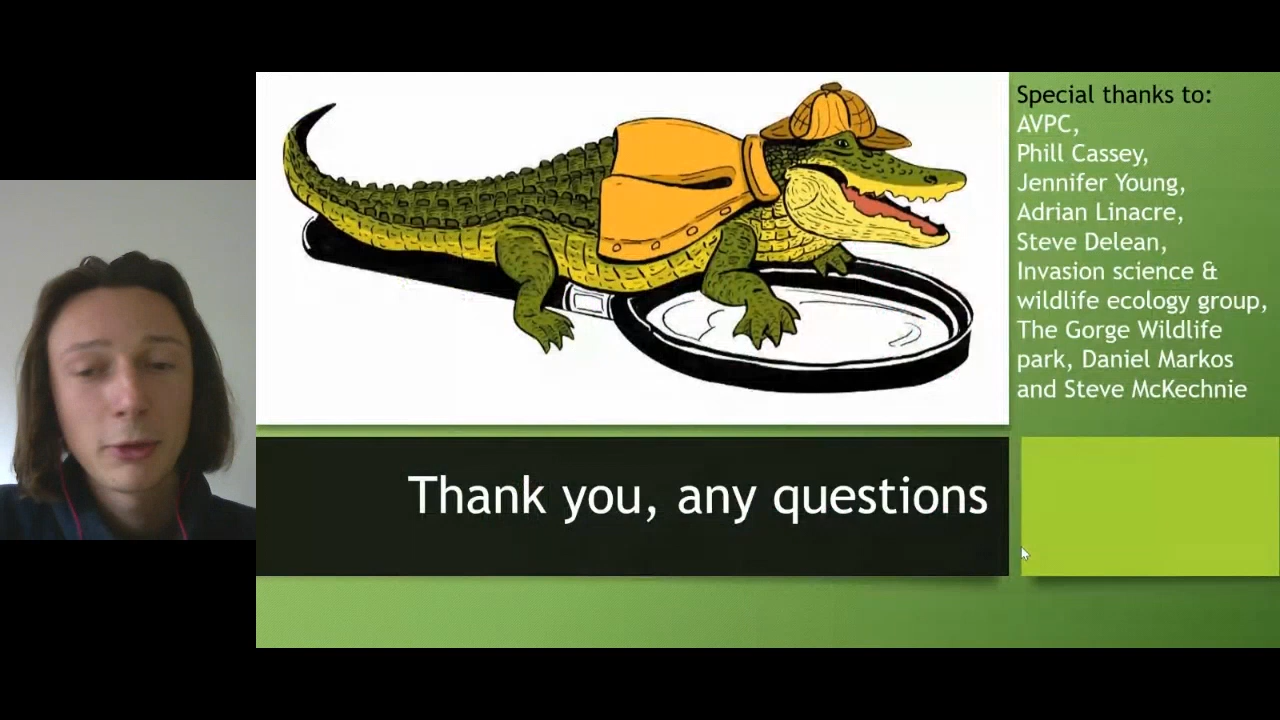 Special thanks to:
AVPC,
Phill Cassey,
Jennifer Young,
Adrian Linacre,
Steve Delean,
Invasion science &
wildlife ecology group,
The Gorge Wildlife
park, Daniel Markos
and Steve McKechnie
Thank you, any questions